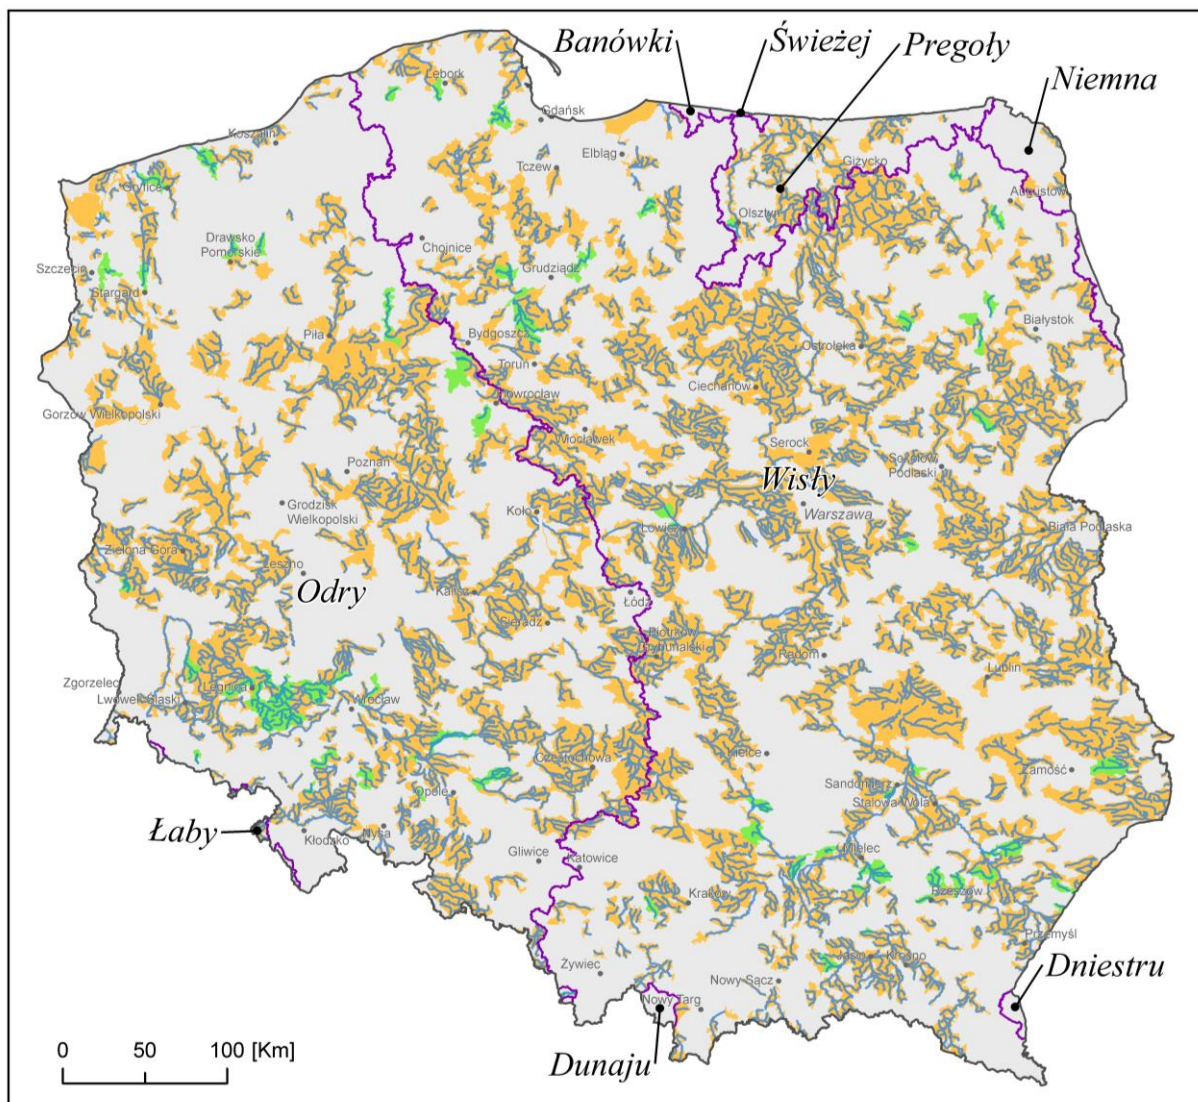 Banówki
Świeżej
Pregoły
Niemna
Lębork
Gdańsk
Koszalin
Elbląg
Tczew
Giżycko
Gryfice
Augustów
Olsztyn
Drawsko
Pomorskie
Chojnice
Szczecin
Grudziądz
Stargard
Białystok
Piła
Bydgoszcz
Ostrołęka
Toruń
Ciechanów
Inowrocław
Gorzów Wielkopolski
Włocławek
Serock
Sokołów
Podlaski
Poznań
Wisły
Grodzisk
Wielkopolski
Koło
Warszawa
Łowicz
Biała Podlaska
Zielona Góra
Leszno
Odry
Kalisz
Łódź
Sieradz
Piotrków
Trybunalski
Radom
Lublin
Zgorzelec
Legnica
Lwówek Śląski
Wrocław
Kielce
Częstochowa
Zamość
Sandomierz
Opole
Stalowa Wola
Łaby
Kłodzko
Nysa
Mielec
Gliwice
Katowice
Kraków
Rzeszów
Przemyśl
Jasło
Krosno
Żywiec
Nowy Sącz
Dniestru
Nowy Targ
Dunaju
0 50 100 [Km]